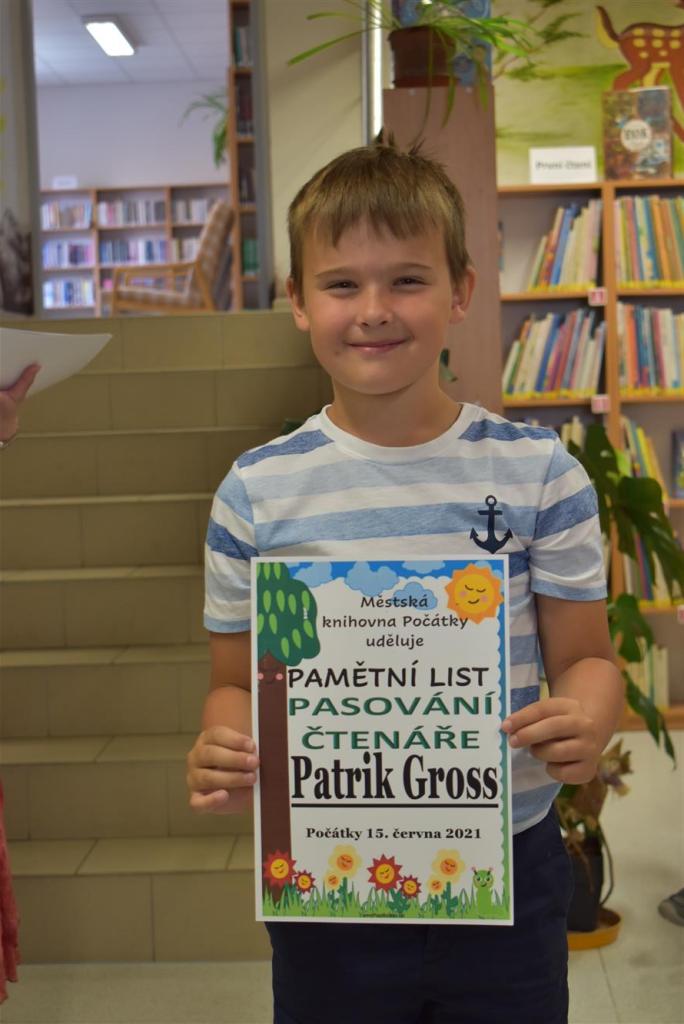 První čtení
Městská
knihovna Počátky
uděluje
PAMĚTNÍ LIST
PASOVÁNÍ
ČTENÁŘE
Patrik Gross
Počátky 15. června 2021